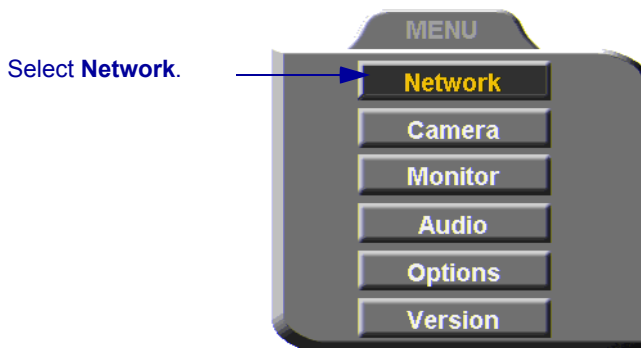 MENU
Select Network.
Network
Camera
Monitor
Audio
Options
Version